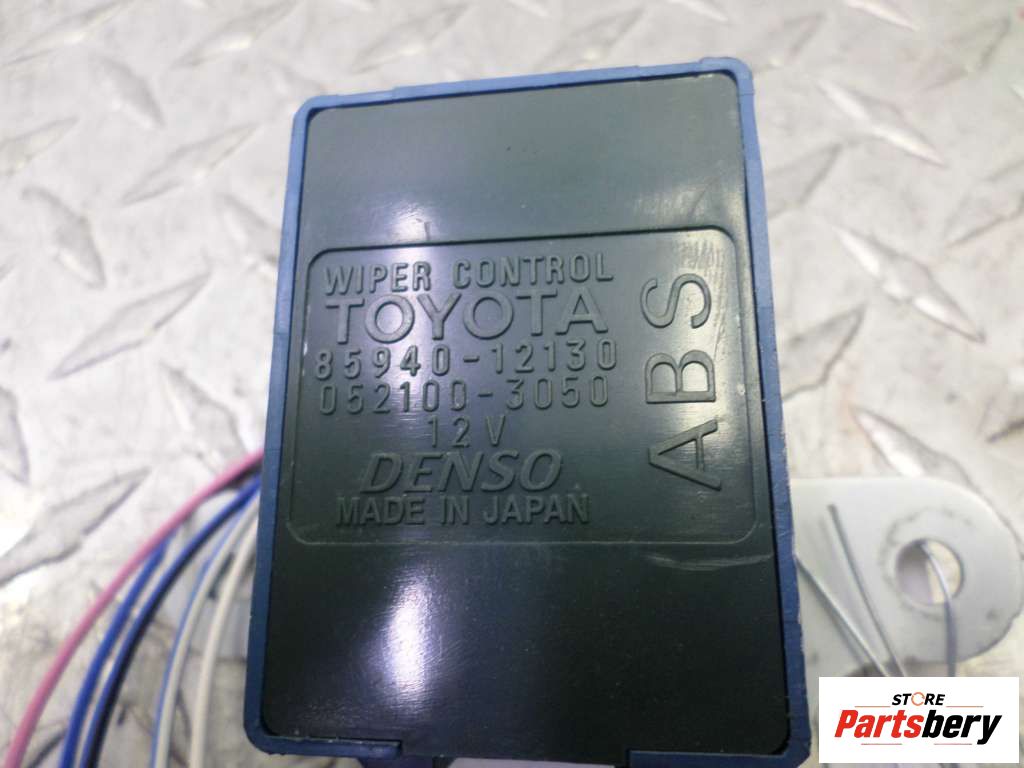 WIPER CONTROL
TOYOTA
85940-12130
052100-3050
12V
DENSO
MADE IN JAPAN
ABS
STORE
Partsbery